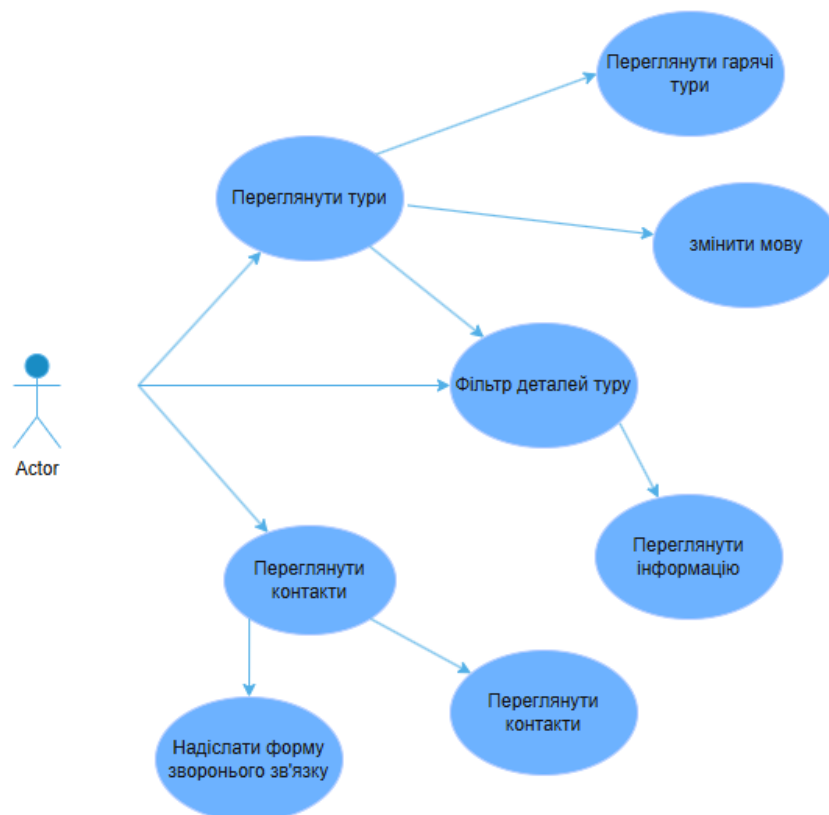 Переглянути гарячі
тури
Переглянути тури
змінити мову
Фільтр деталей туру
Actor
Переглянути
інформацію
Переглянути
контакти
Переглянути
контакти
Надіслати форму
зворонього зв'язку